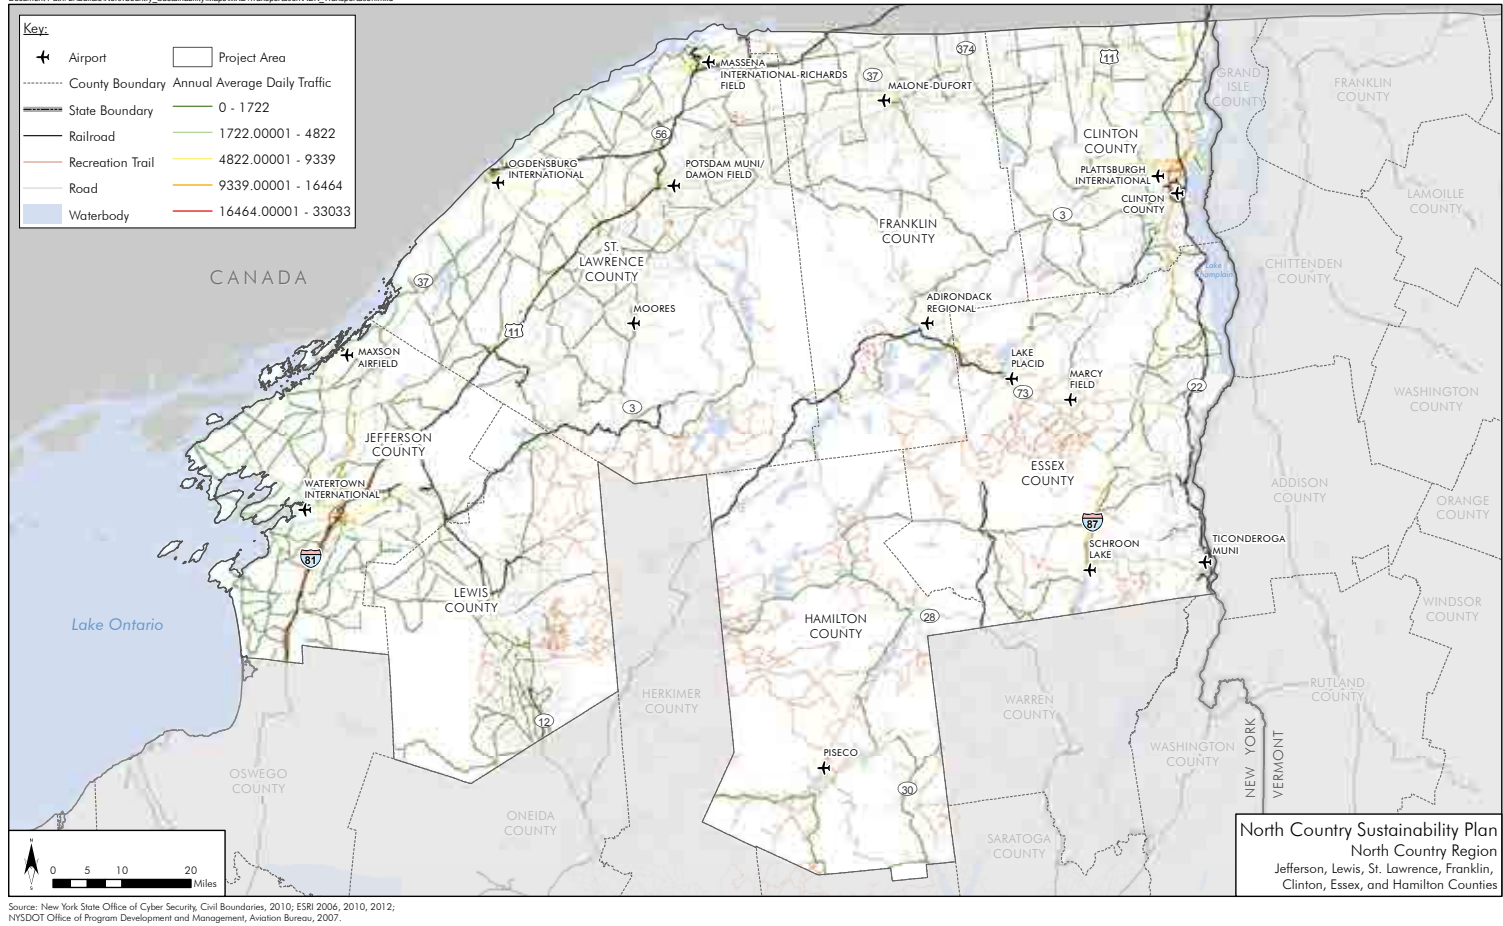 Key:
Airport
Project Area
County Boundary
Annual Average Daily Traffic
State Boundary
0 - 1722
Railroad
1722.00001 - 4822
Recreation Trail
4822.00001 - 9339
Road
9339.00001 - 16464
Waterbody
16464.00001 - 33033
MASSENA
INTERNATIONAL-RICHARDS
FIELD
374
11
37
MALONE-DUFORT
GRAND
ISLE
COUNTY
FRANKLIN
COUNTY
56
CLINTON
COUNTY
OGDENSBURG
INTERNATIONAL
POTSDAM MUNI/
DAMON FIELD
PLATTSBURGH
INTERNATIONAL
CLINTON
COUNTY
LAMOILLE
COUNTY
3
FRANKLIN
COUNTY
ST.
LAWRENCE
COUNTY
CANADA
37
Lake
Champlain
CHITTENDEN
COUNTY
MOORES
ADIRONDACK
REGIONAL
11
MAXSON
AIRFIELD
LAKE
PLACID
MARCY
FIELD
73
22
WASHINGTON
COUNTY
3
JEFFERSON
COUNTY
ESSEX
COUNTY
WATERTOWN
INTERNATIONAL
ADDISON
COUNTY
ORANGE
COUNTY
87
81
SCHROON
LAKE
TICONDEROGA
MUNI
LEWIS
COUNTY
Lake Ontario
HAMILTON
COUNTY
28
WINDSOR
COUNTY
HERKIMER
COUNTY
WARREN
COUNTY
RUTLAND
COUNTY
12
PISECO
WASHINGTON
COUNTY
NEW YORK
VERMONT
OSWEGO
COUNTY
30
ONEIDA
COUNTY
SARATOGA
COUNTY
North Country Sustainability Plan
North Country Region
Jefferson, Lewis, St. Lawrence, Franklin,
Clinton, Essex, and Hamilton Counties
N
S
0 5 10 20
Miles
Source: New York State Office of Cyber Security, Civil Boundaries, 2010; ESRI 2006, 2010, 2012;
NYSDOT Office of Program Development and Management, Aviation Bureau, 2007.